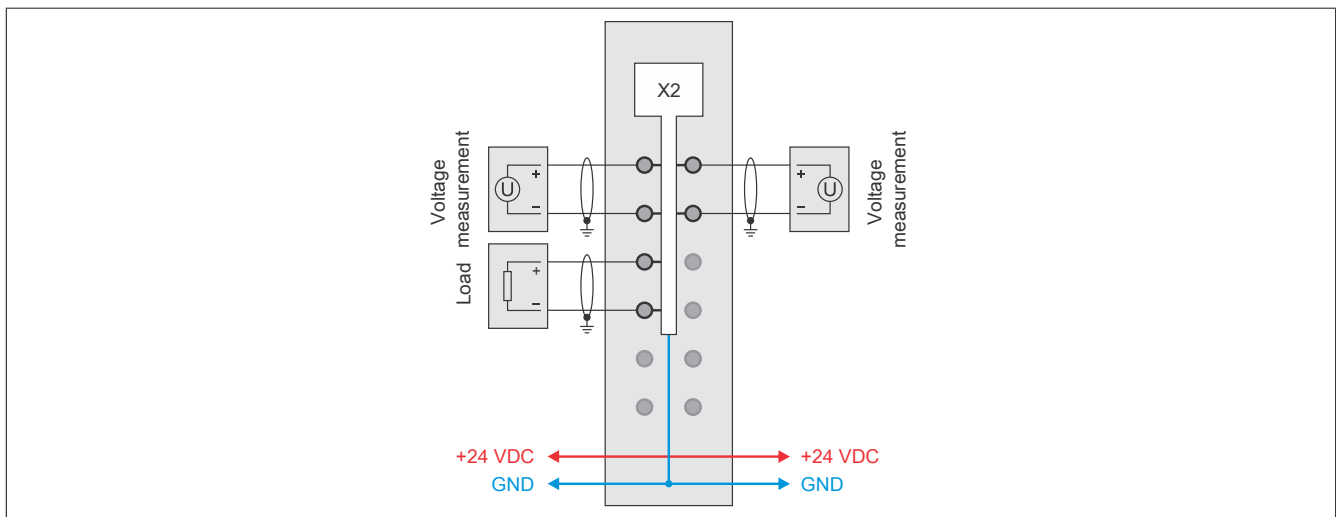 X2
Voltage
measurement
U
+
−
U
+
−
Voltage
measurement
Load
+
−
+24 VDC
+24 VDC
GND
GND